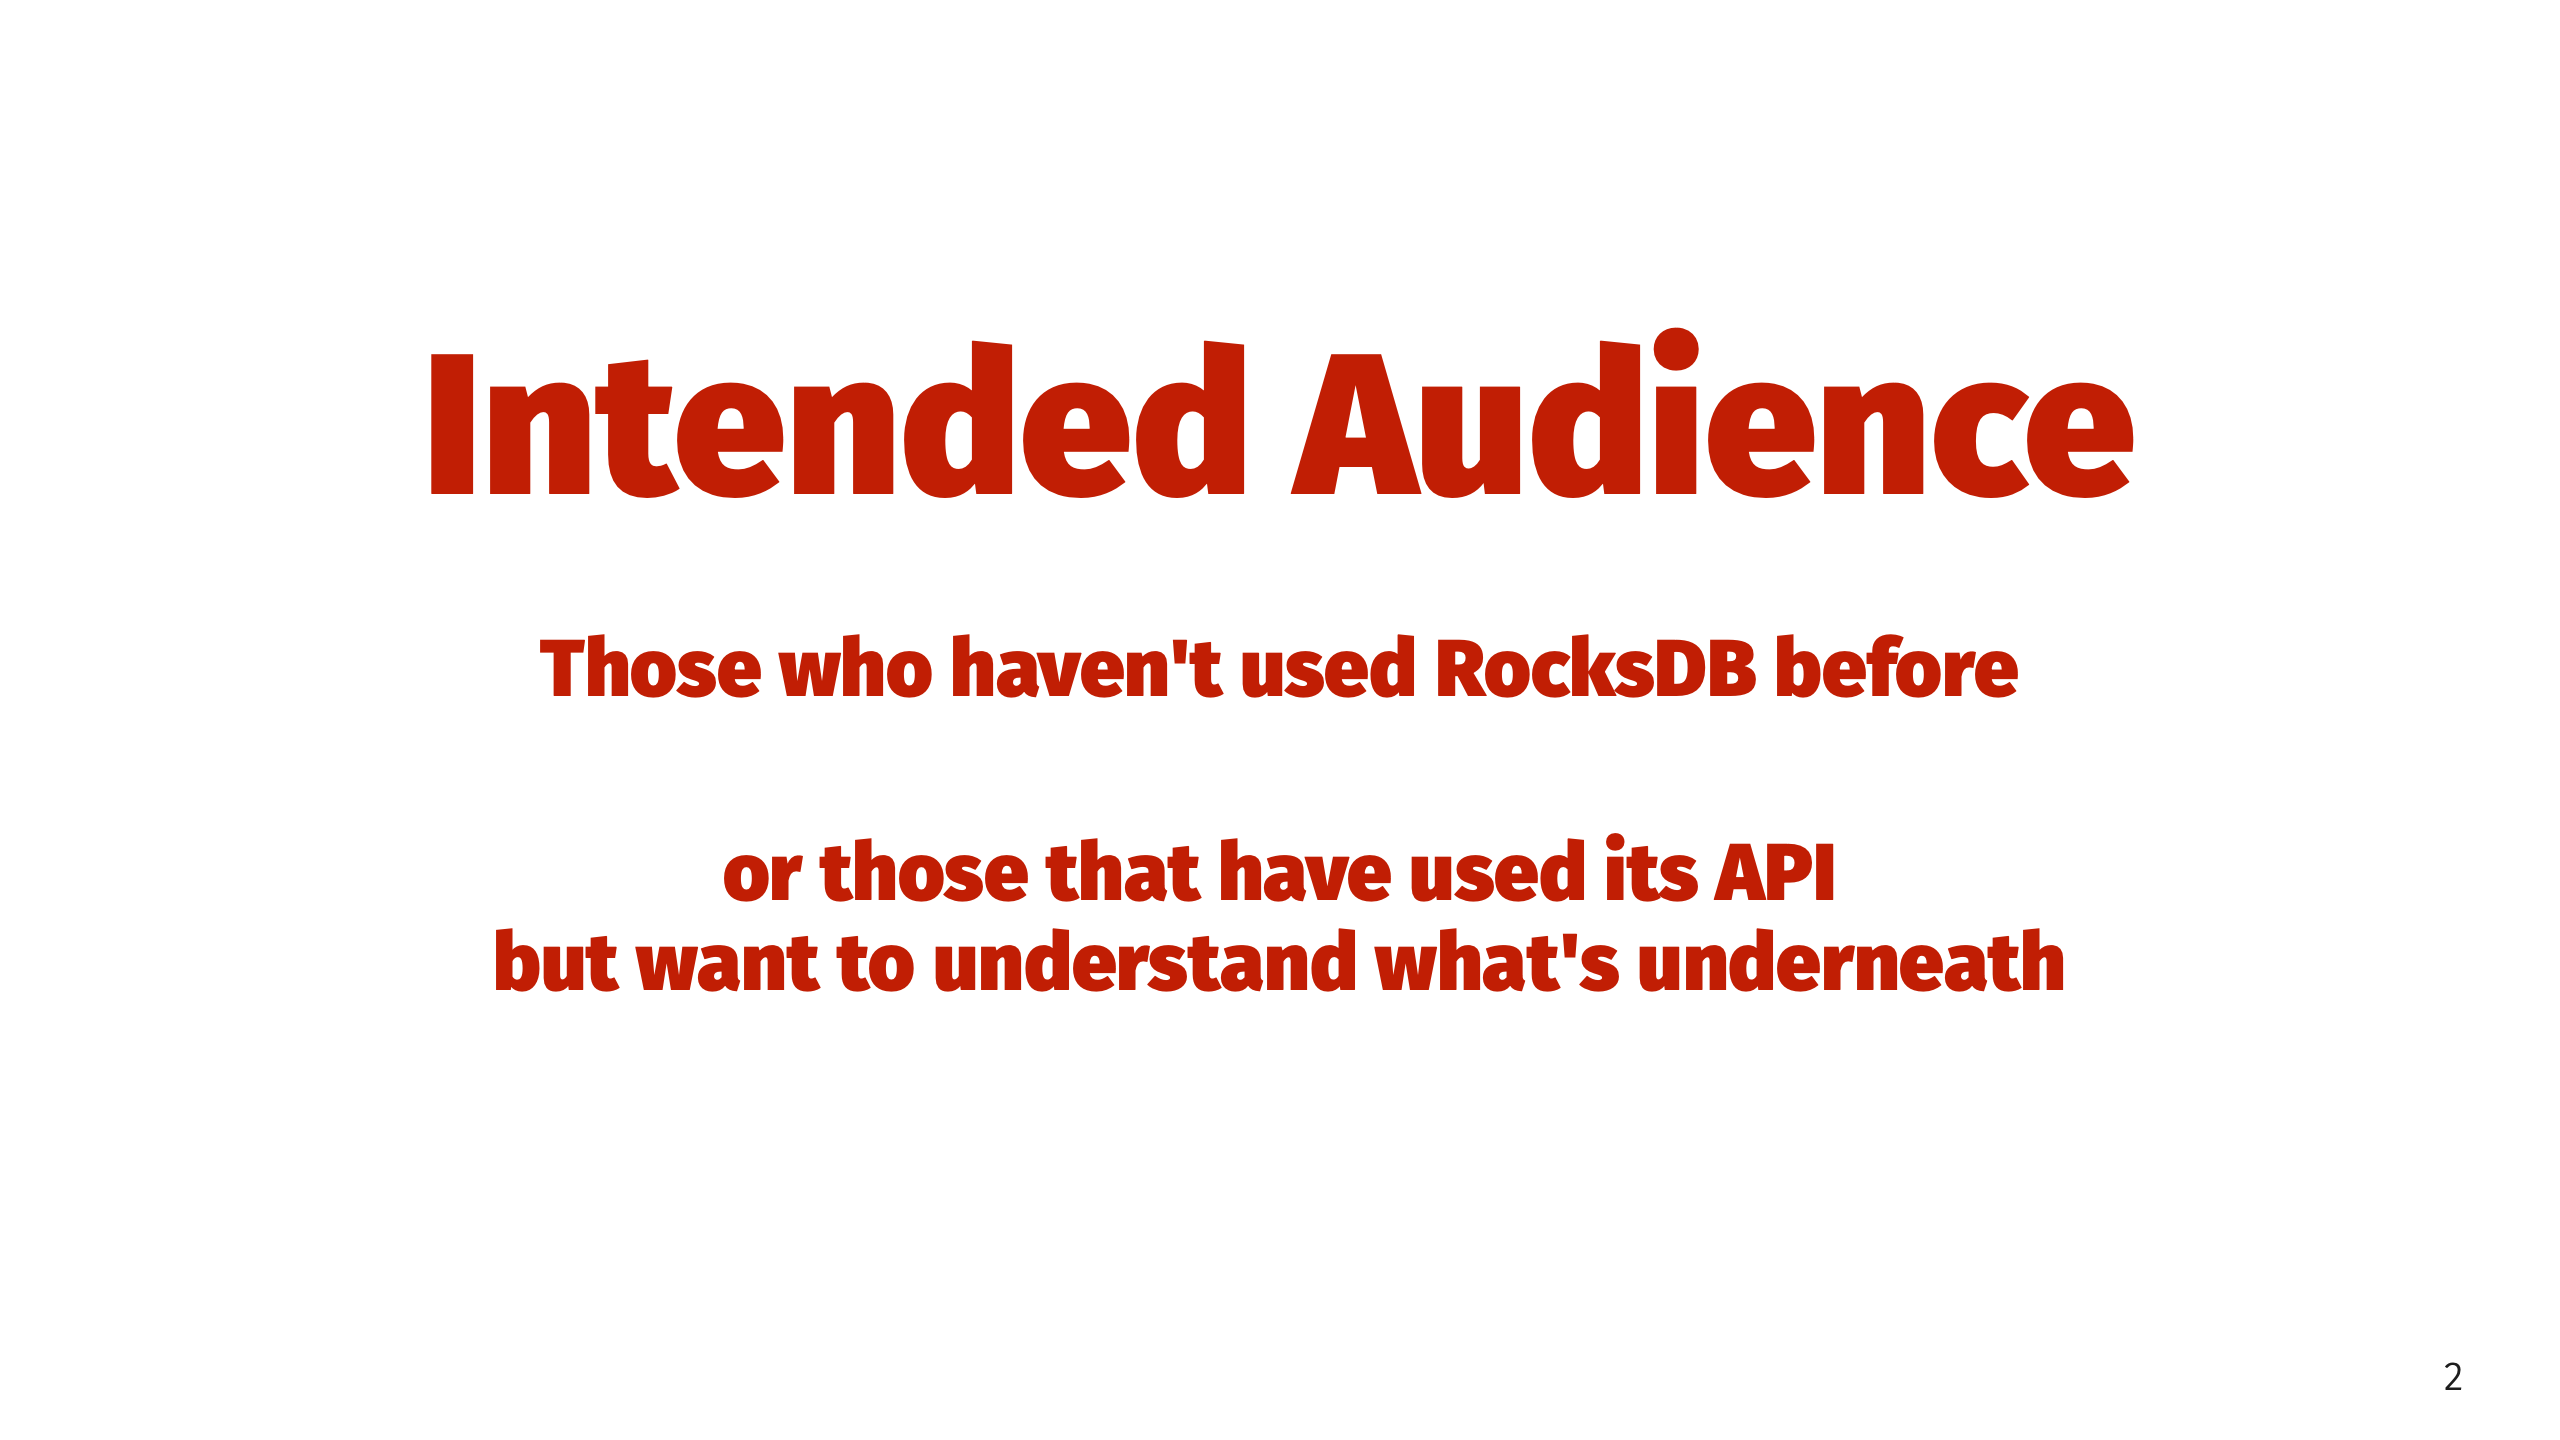 Intended Audience
Those who haven't used RocksDB before
or those that have used its API
but want to understand what's underneath
2